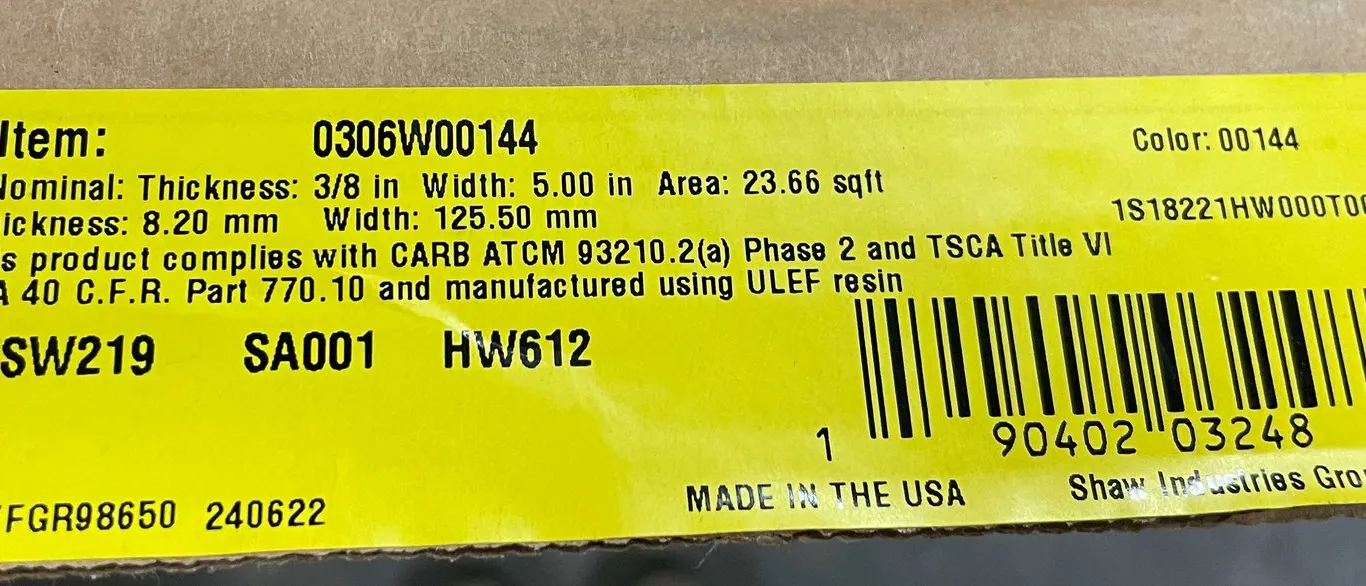 Item: 0306W00144 Color: 00144
Nominal: Thickness: 3/8 in Width: 5.00 in Area: 23.66 sqft
ickness: 8.20 mm Width: 125.50 mm 1S18221HW000T0
s product complies with CARB ATCM 93210.2(a) Phase 2 and TSCA Title VI
A 40 C.F.R. Part 770.10 and manufactured using ULEF resin
SW219 SA001 HW612
1 90402 03248
MADE IN THE USA Shaw Industries Gro
FGR98650 240622